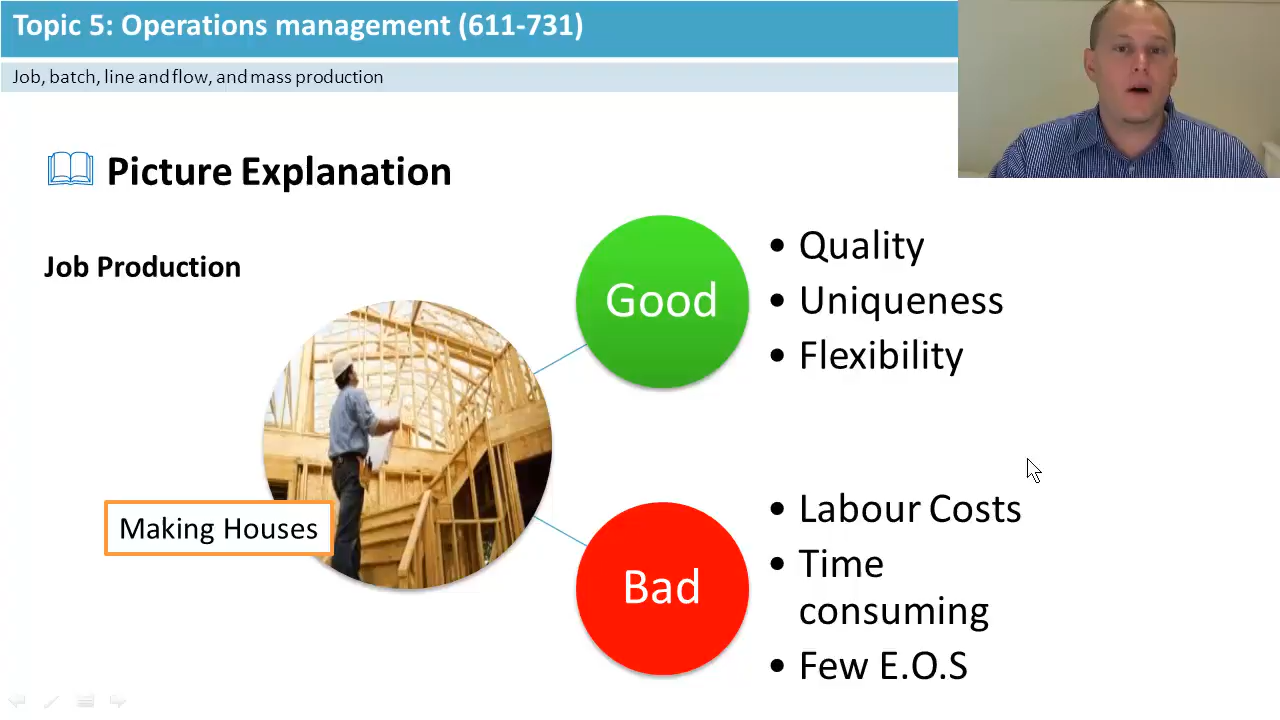 Topic 5: Operations management (611-731)
Job, batch, line and flow, and mass production
Picture Explanation
Job Production
Making Houses
Good
• Quality
• Uniqueness
• Flexibility
Bad
• Labour Costs
• Time
consuming
• Few E.O.S